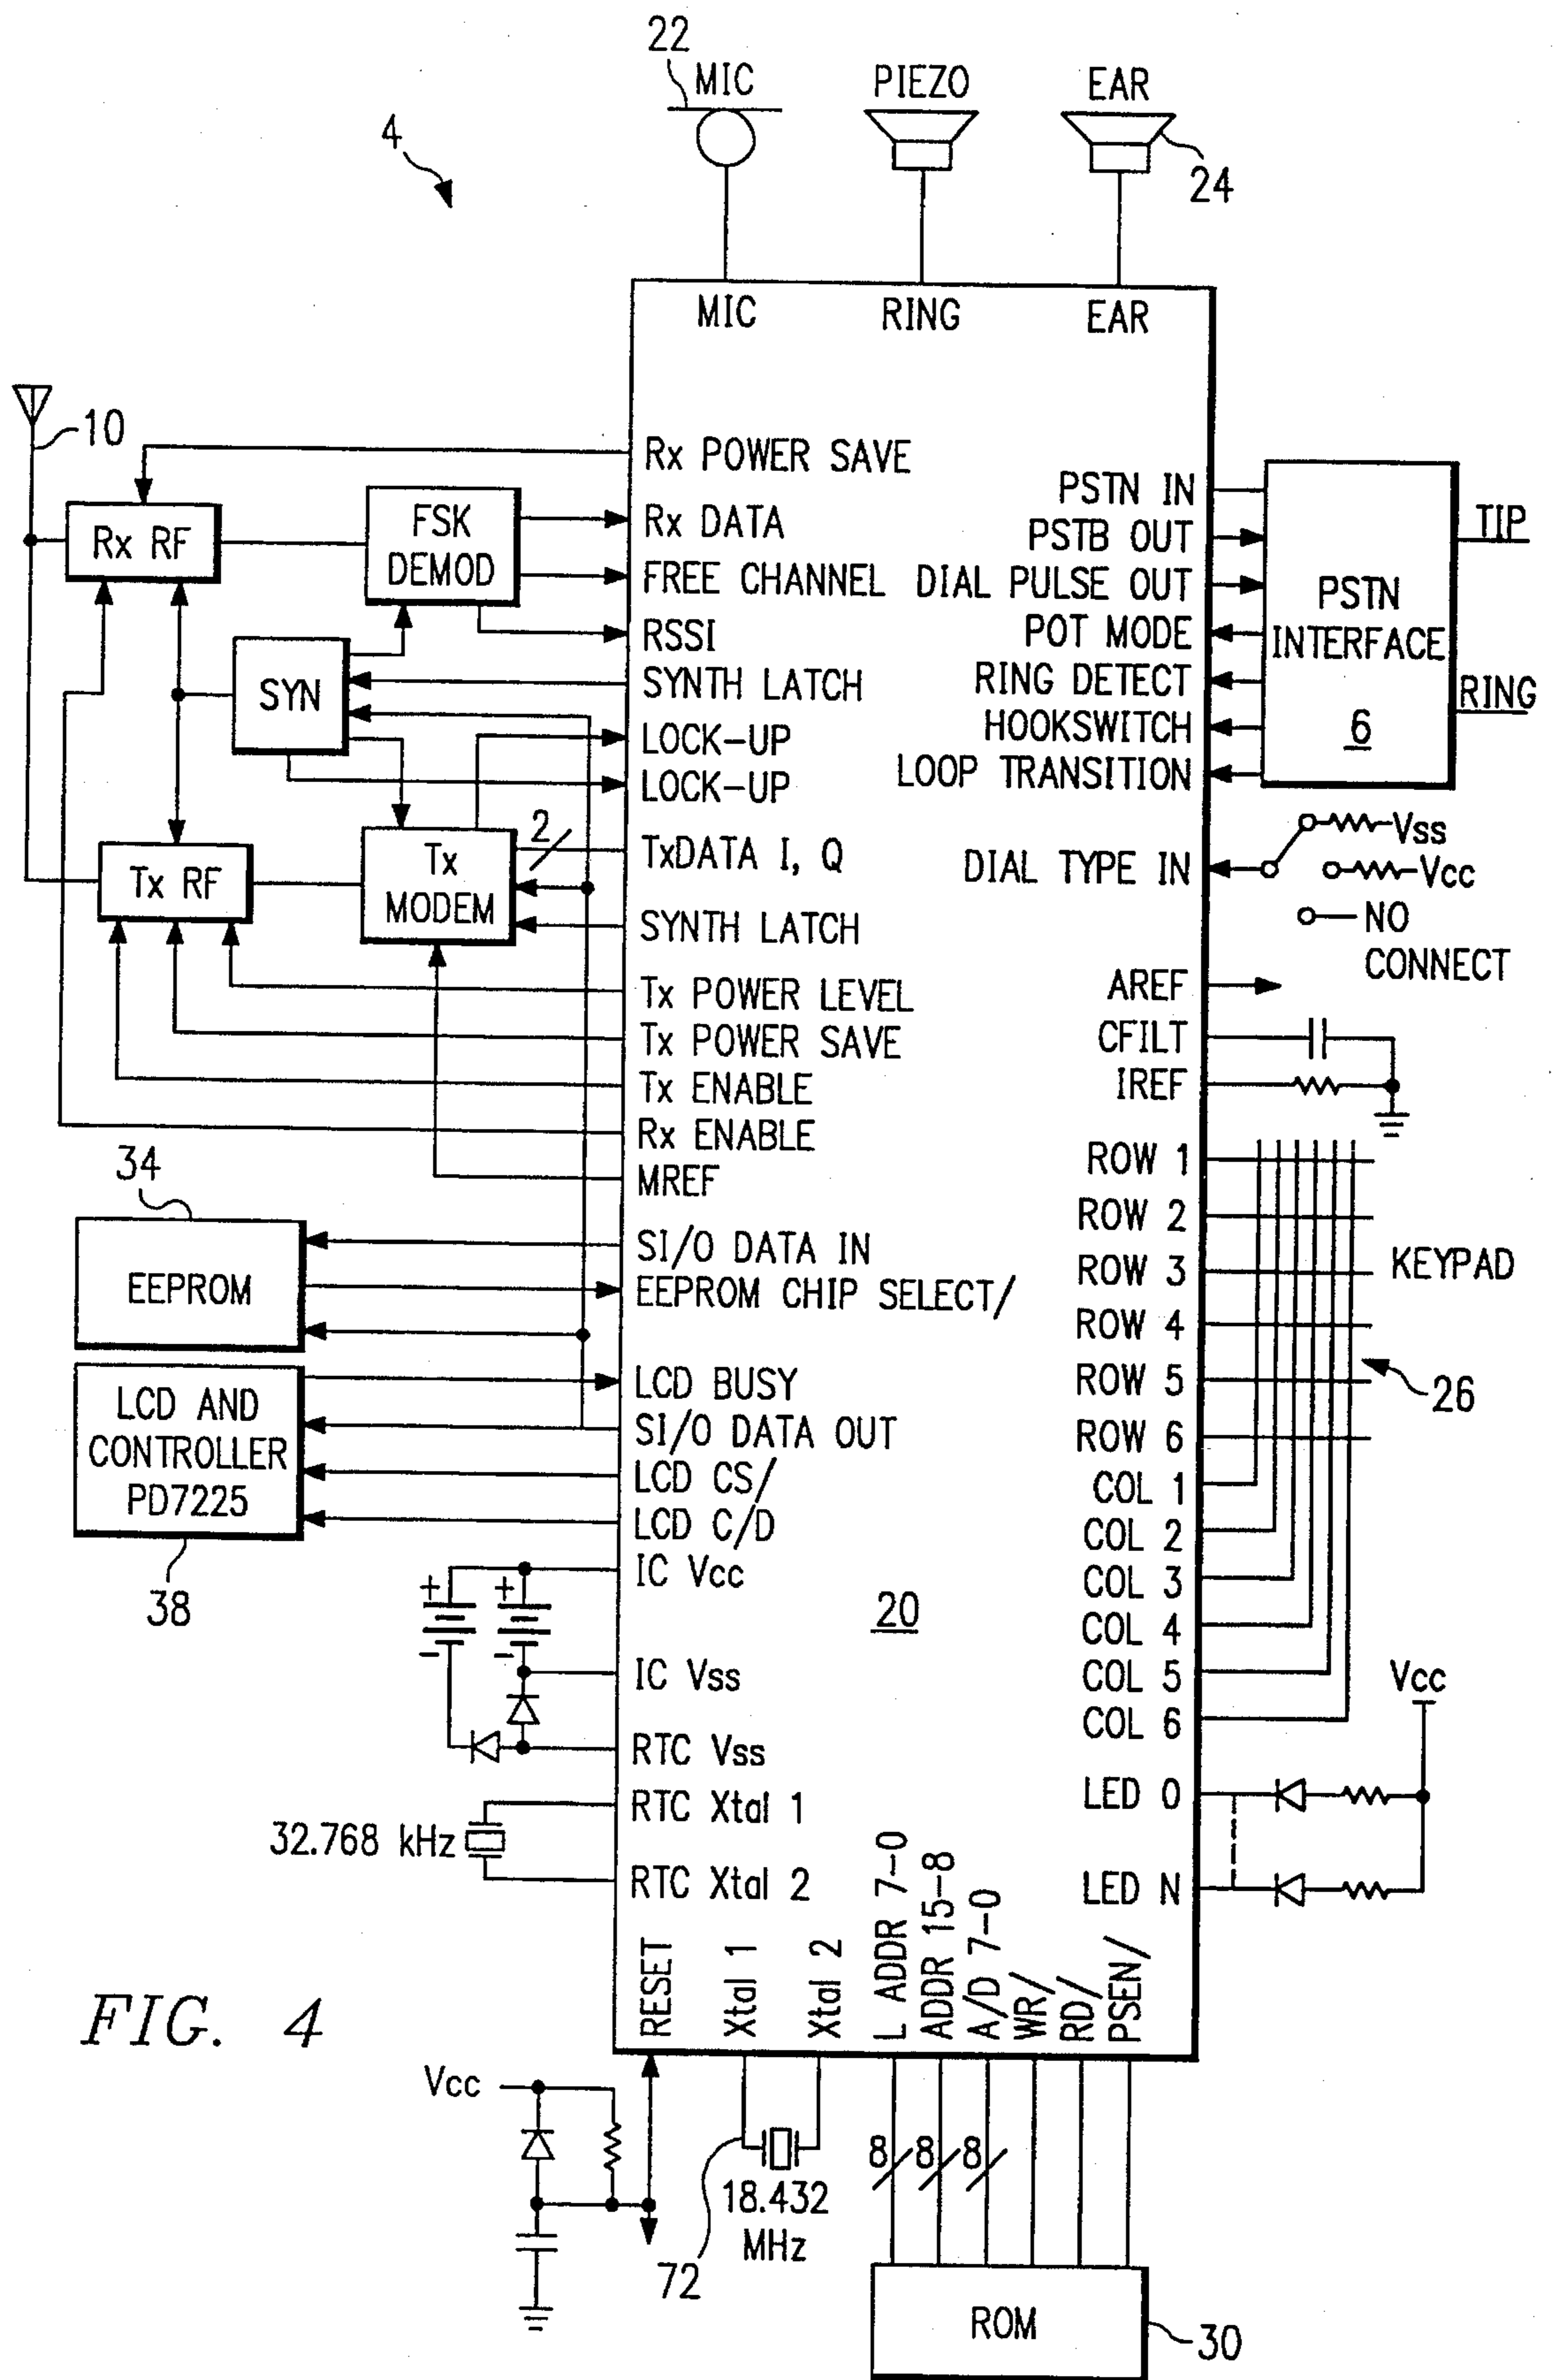 22
MIC
PIEZO
EAR
4
24
MIC
RING
EAR
10
Rx POWER SAVE
Rx RF
FSK
DEMOD
Rx DATA
FREE CHANNEL
RSSI
SYN
SYNTH LATCH
LOCK-UP
LOCK-UP
2
Tx RF
Tx
MODEM
TxDATA I, Q
SYNTH LATCH
Tx POWER LEVEL
Tx POWER SAVE
Tx ENABLE
Rx ENABLE
MREF
34
EEPROM
SI/O DATA IN
EEPROM CHIP SELECT/
LCD AND
CONTROLLER
PD7225
38
LCD BUSY
SI/O DATA OUT
LCD CS/
LCD C/D
IC Vcc
+ +
- -
IC Vss
RTC Vss
32.768 kHz
RTC Xtal 1
RTC Xtal 2
20
PSTN IN
PSTB OUT
DIAL PULSE OUT
POT MODE
RING DETECT
HOOKSWITCH
LOOP TRANSITION
PSTN
INTERFACE
6
TIP
RING
DIAL TYPE IN
Vss
Vcc
NO
CONNECT
AREF
CFILT
IREF
ROW 1
ROW 2
ROW 3
ROW 4
ROW 5
ROW 6
KEYPAD
26
COL 1
COL 2
COL 3
COL 4
COL 5
COL 6
Vcc
LED 0
LED N
RESET
Xtal 1
Xtal 2
L ADDR 7-0
ADDR 15-8
A/D 7-0
WR/
RD/
PSEN/
FIG. 4
Vcc
72
18.432
MHz
8
8
8
ROM
30